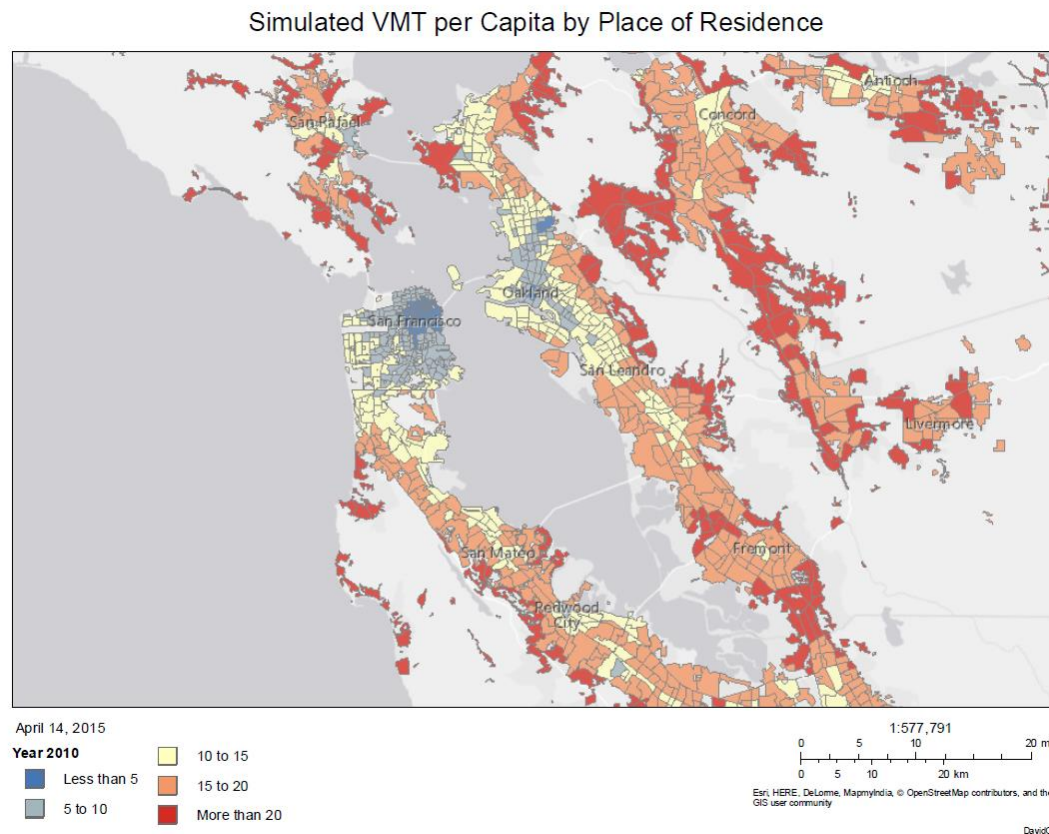 Simulated VMT per Capita by Place of Residence
Antioch
Concord
San Rafael
Oakland
San Francisco
San Leandro
Livermore
San Mateo
Fremont
Redwood
City
April 14, 2015
Year 2010
Less than 5
5 to 10
10 to 15
15 to 20
More than 20
1:577,791
0 5 10 20 m
0 5 10 20 km
Esri, HERE, DeLorme, MapmyIndia, © OpenStreetMap contributors, and the
GIS user community
DavidO